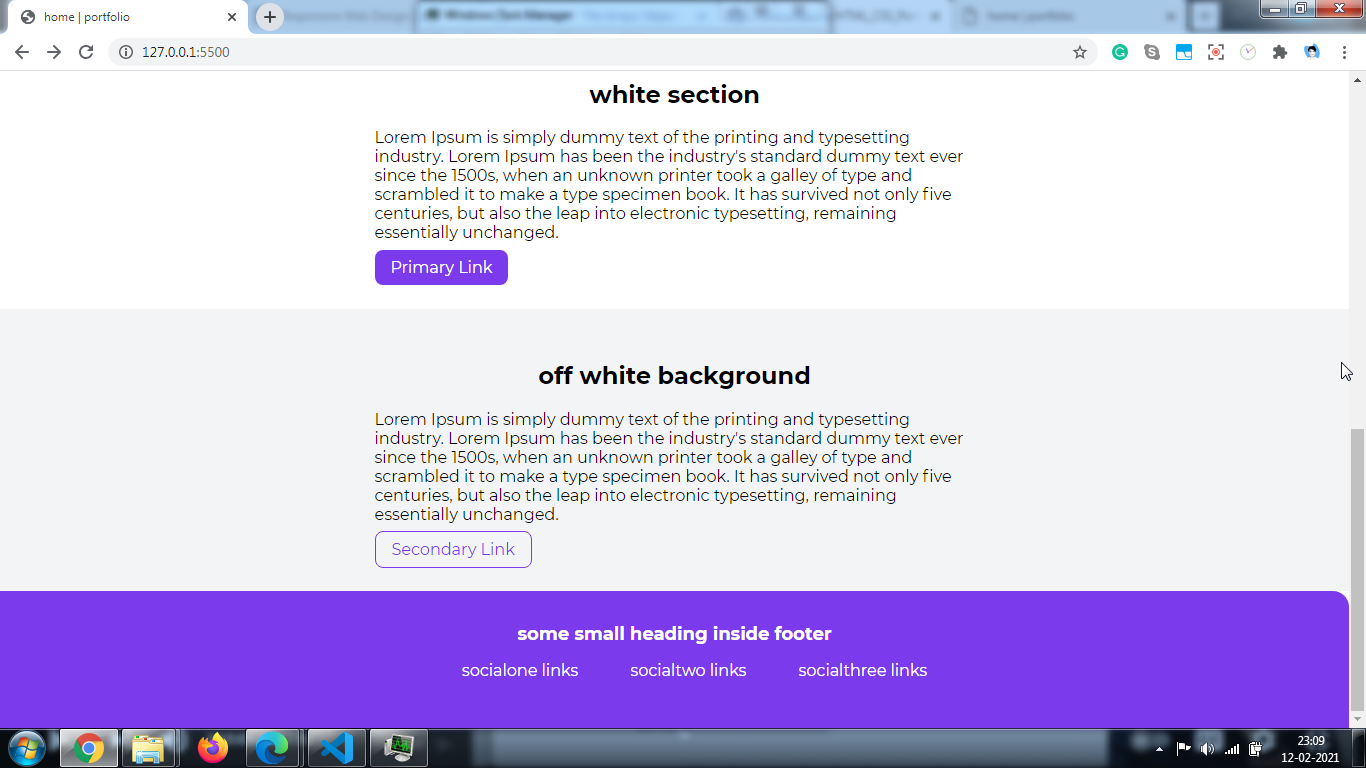 home | portfolio
127.0.0.1:5500
white section
Lorem Ipsum is simply dummy text of the printing and typesetting
industry. Lorem Ipsum has been the industry's standard dummy text ever
since the 1500s, when an unknown printer took a galley of type and
scrambled it to make a type specimen book. It has survived not only five
centuries, but also the leap into electronic typesetting, remaining
essentially unchanged.
Primary Link
off white background
Lorem Ipsum is simply dummy text of the printing and typesetting
industry. Lorem Ipsum has been the industry's standard dummy text ever
since the 1500s, when an unknown printer took a galley of type and
scrambled it to make a type specimen book. It has survived not only five
centuries, but also the leap into electronic typesetting, remaining
essentially unchanged.
Secondary Link
some small heading inside footer
socialone links socialtwo links socialthree links
23:09
12-02-2021